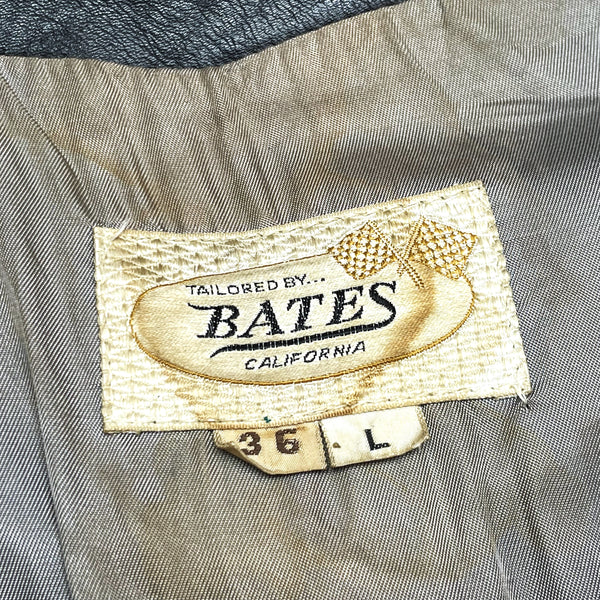 TAILORED BY...
BATES
CALIFORNIA
36 L